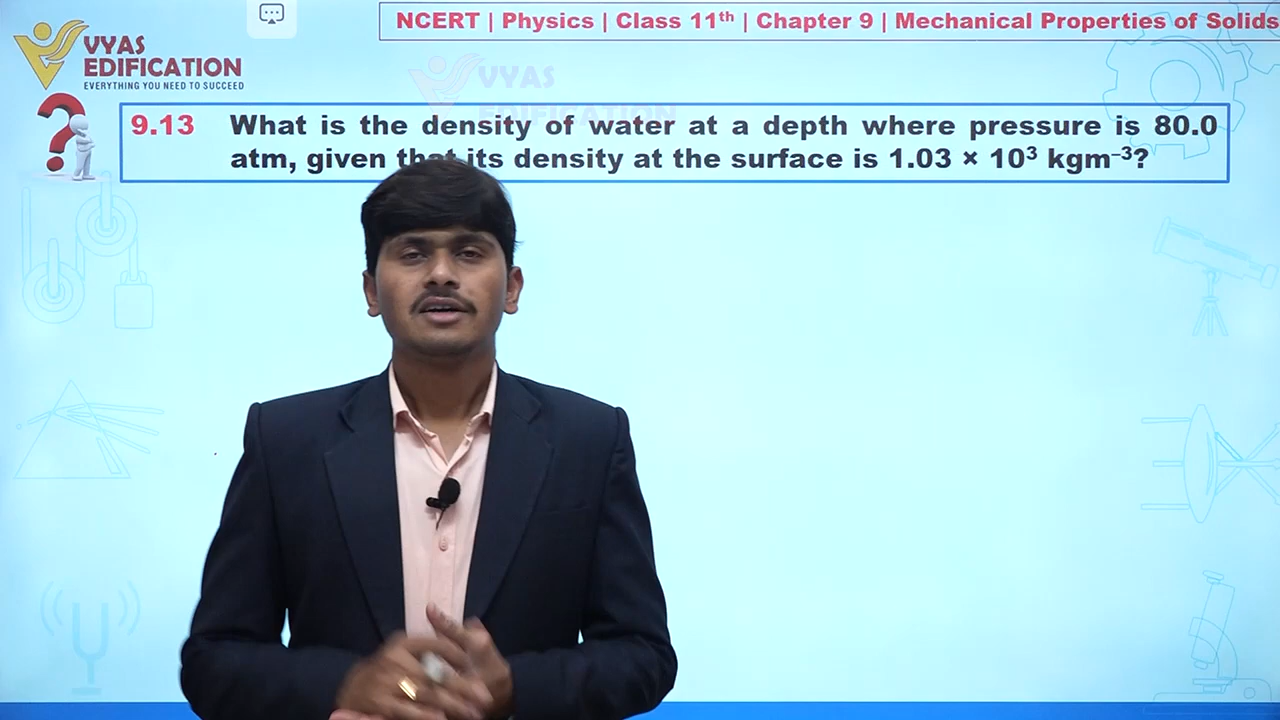 NCERT | Physics | Class 11th | Chapter 9 | Mechanical Properties of Solids
VYAS
EDIFICATION
EVERYTHING YOU NEED TO SUCCEED
VYAS
EDIFICATION
9.13 What is the density of water at a depth where pressure is 80.0
atm, given that its density at the surface is 1.03 × 10³ kgm⁻³?